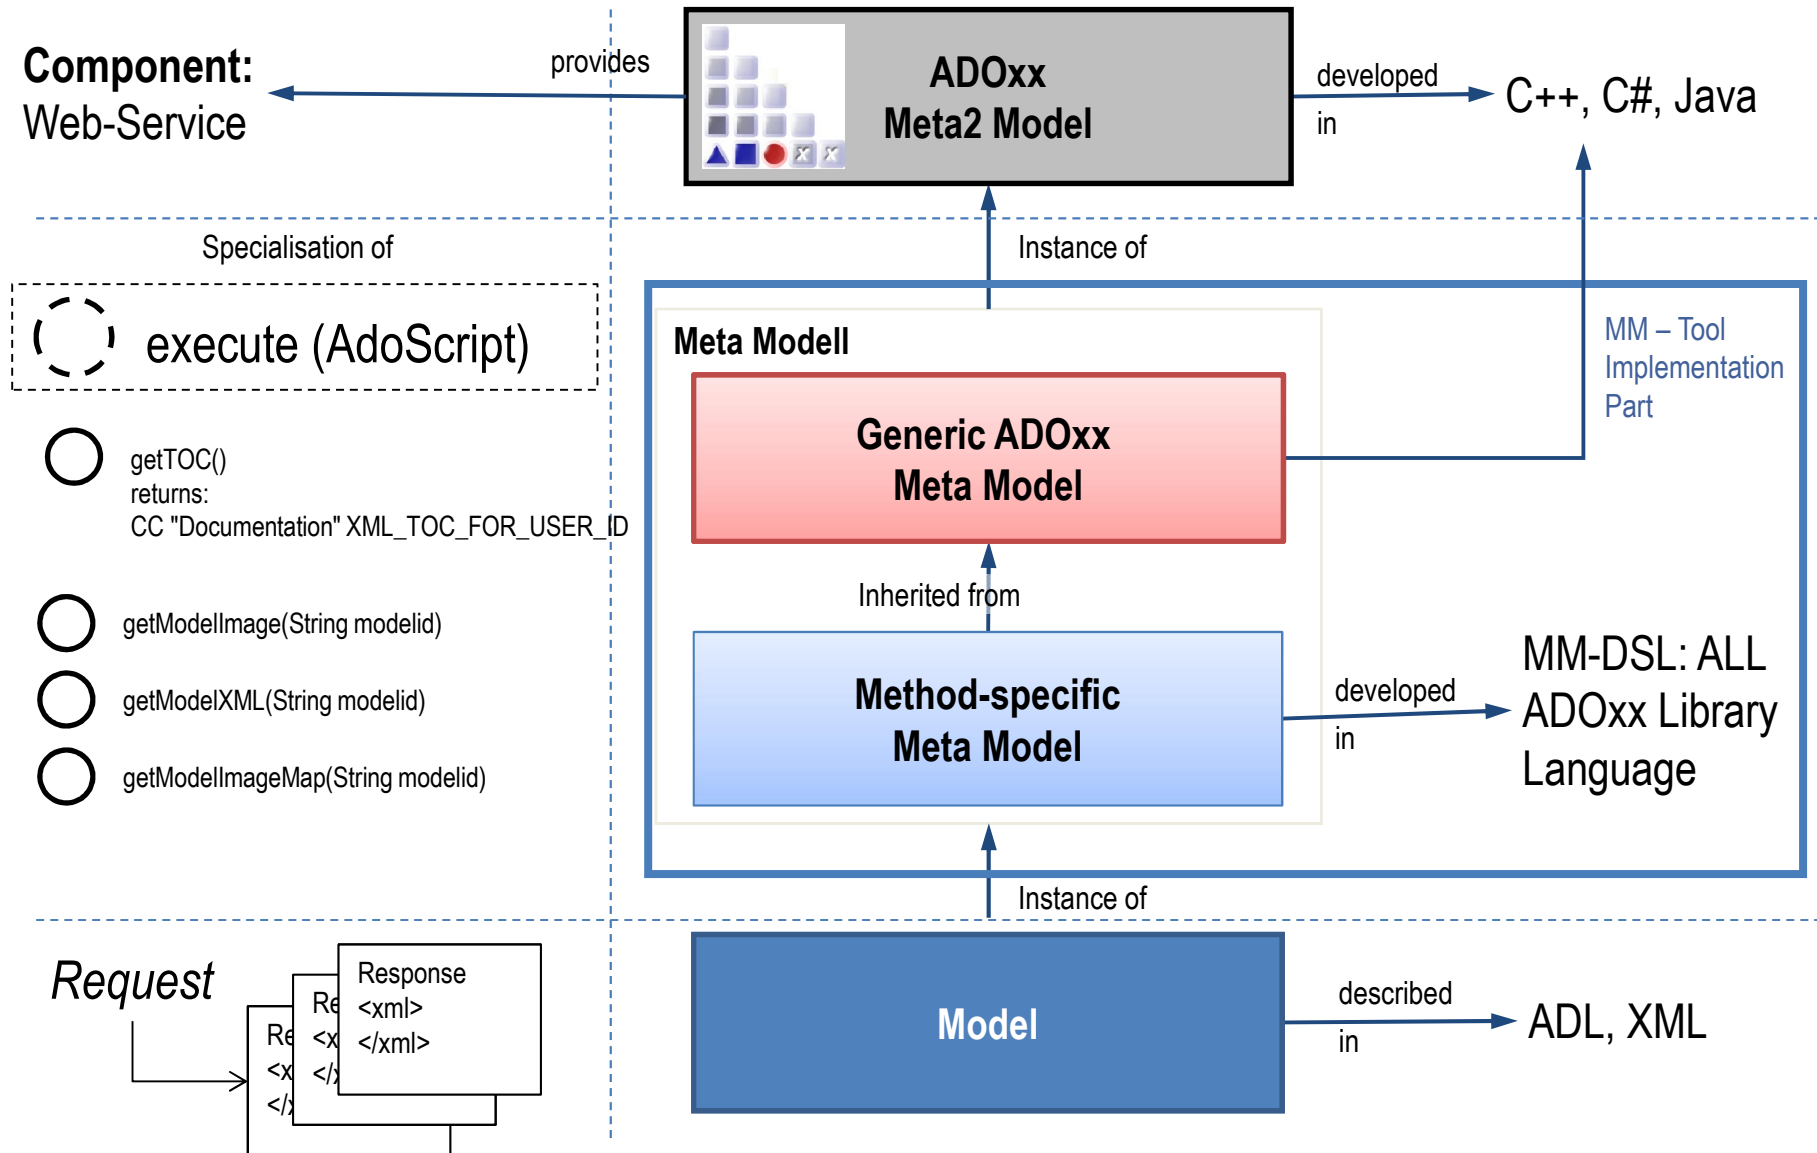 Component:
Web-Service
provides
ADOxx
Meta2 Model
developed
in
C++, C#, Java
Specialisation of
Instance of
execute (AdoScript)
getTOC()
returns:
CC "Documentation" XML_TOC_FOR_USER_ID
getModelImage(String modelid)
getModelXML(String modelid)
getModelImageMap(String modelid)
Meta Modell
MM – Tool
Implementation
Part
Generic ADOxx
Meta Model
Inherited from
Method-specific
Meta Model
developed
in
MM-DSL: ALL
ADOxx Library
Language
Instance of
Request
Response
<xml>
</xml>
Re
<x
</x
Re
<x
</x
Model
described
in
ADL, XML